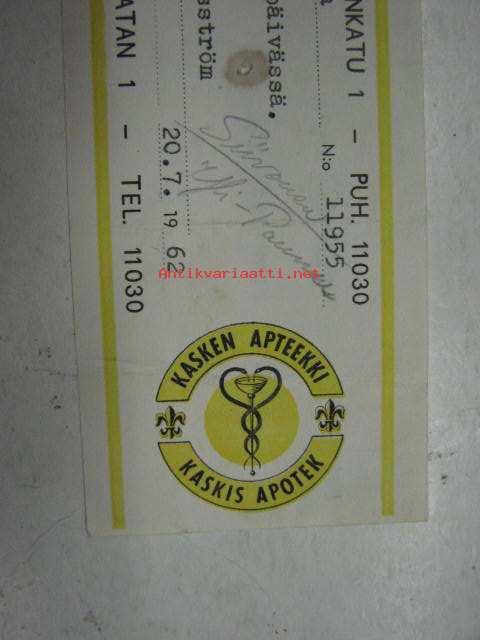 NKATU 1 - PUH. 11030
N:o 11955
päivässä.
sström
20.7. 19 62
ATAN 1 - TEL. 11030
KASKEN APTEEKKI
KASKIS APOTEK
Antikvariaatti.net